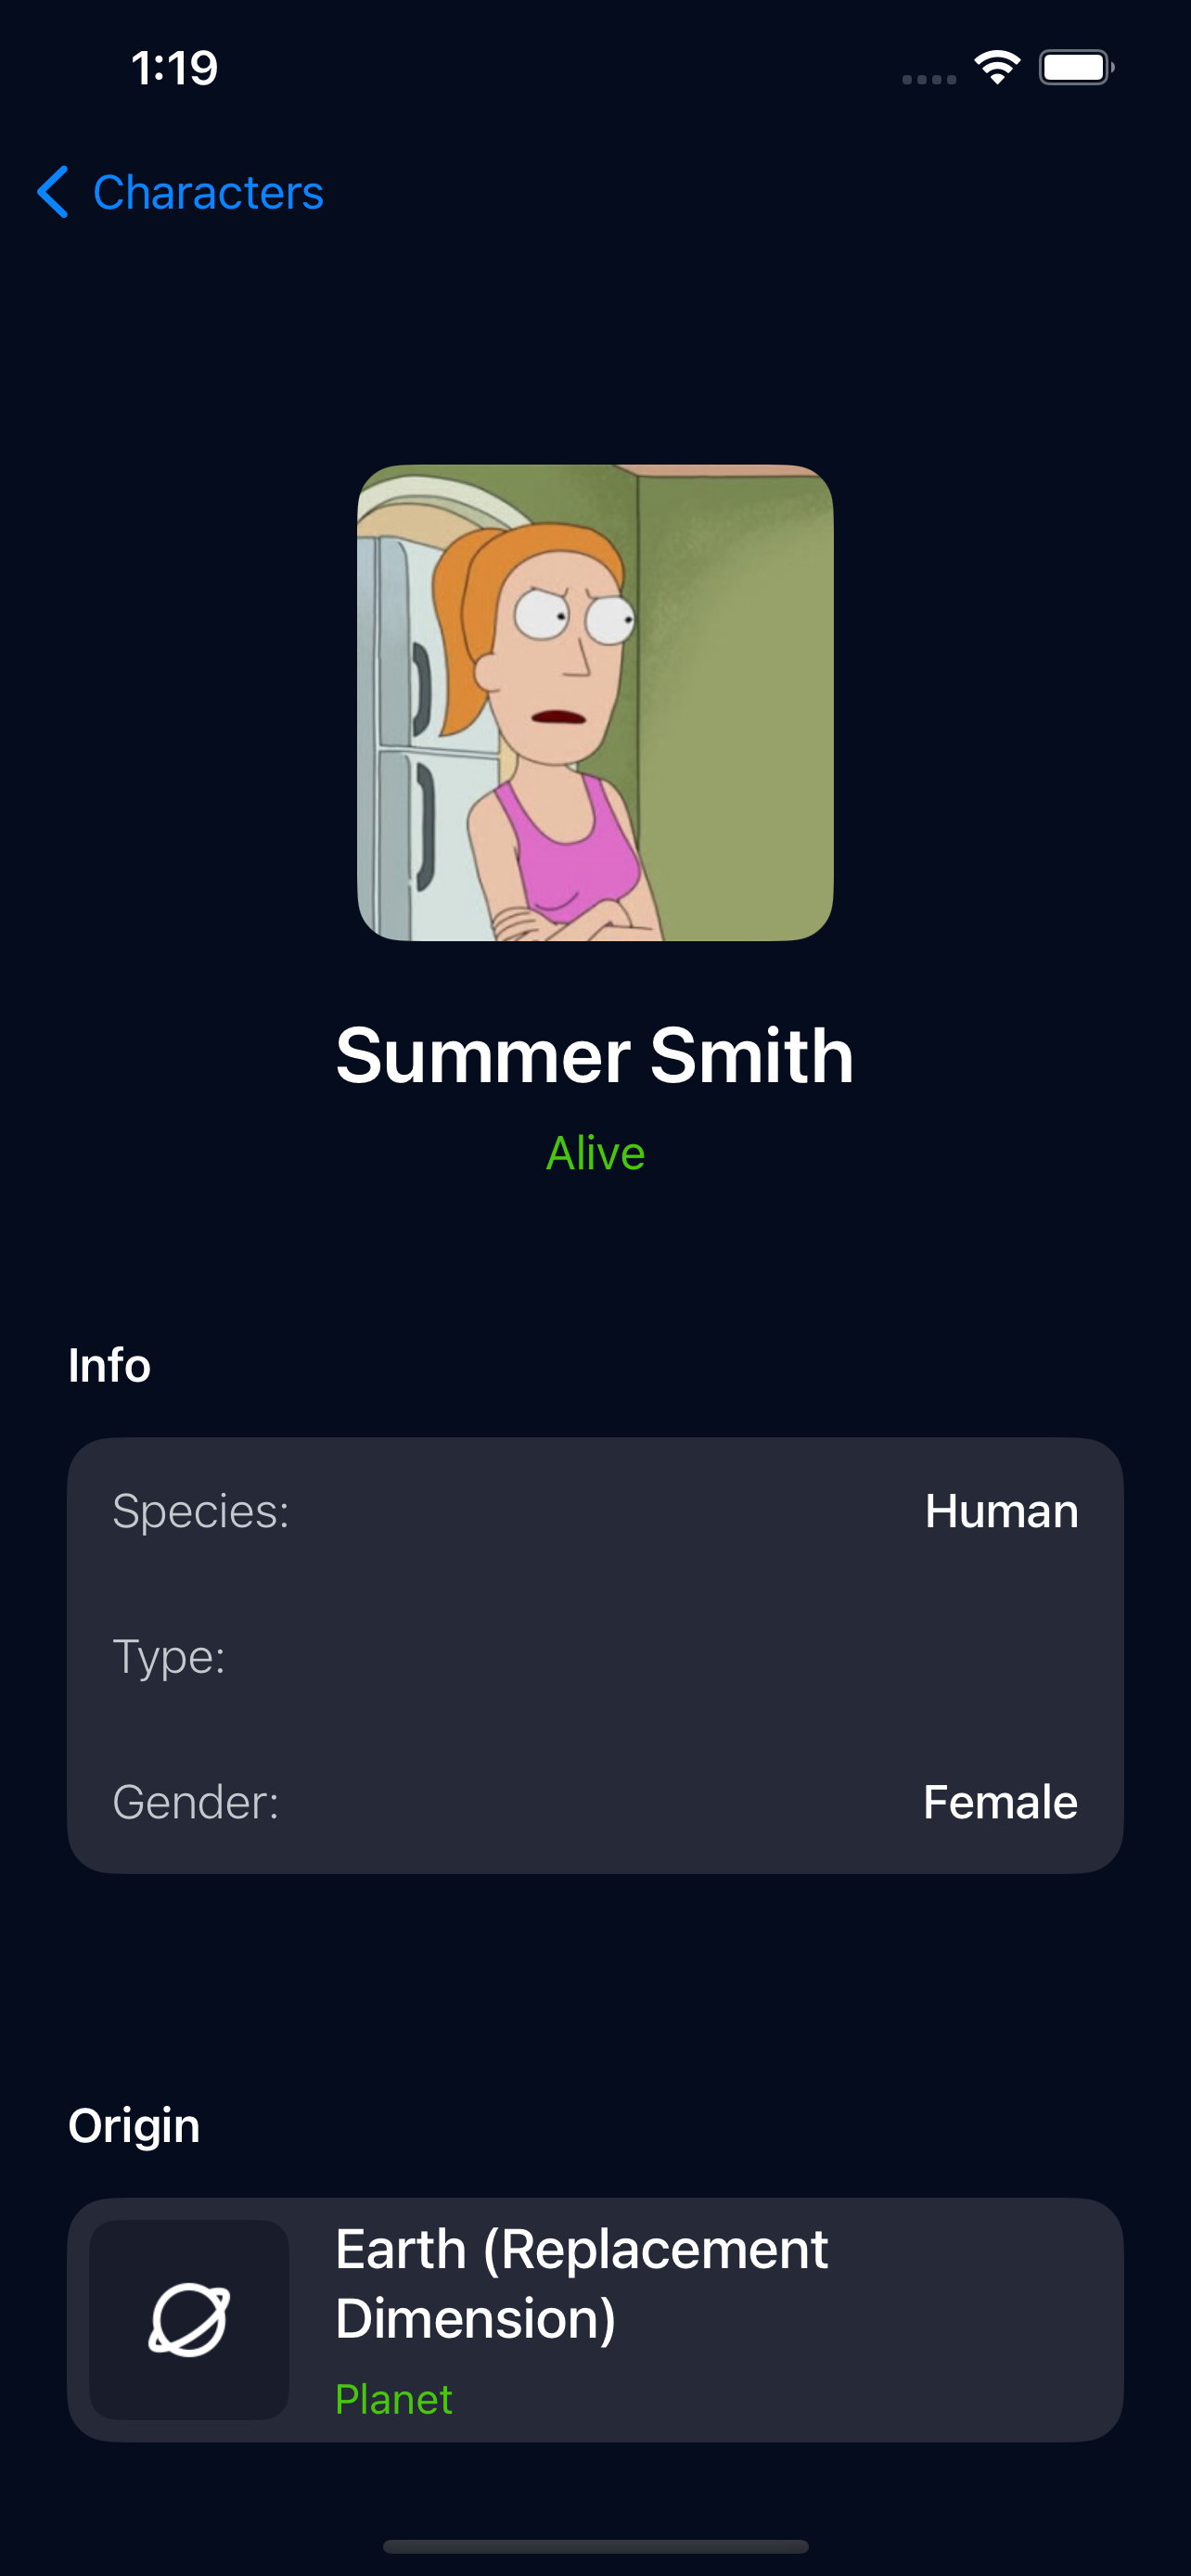 1:19
Characters
Summer Smith
Alive
Info
Species: Human
Type:
Gender: Female
Origin
Earth (Replacement
Dimension)
Planet